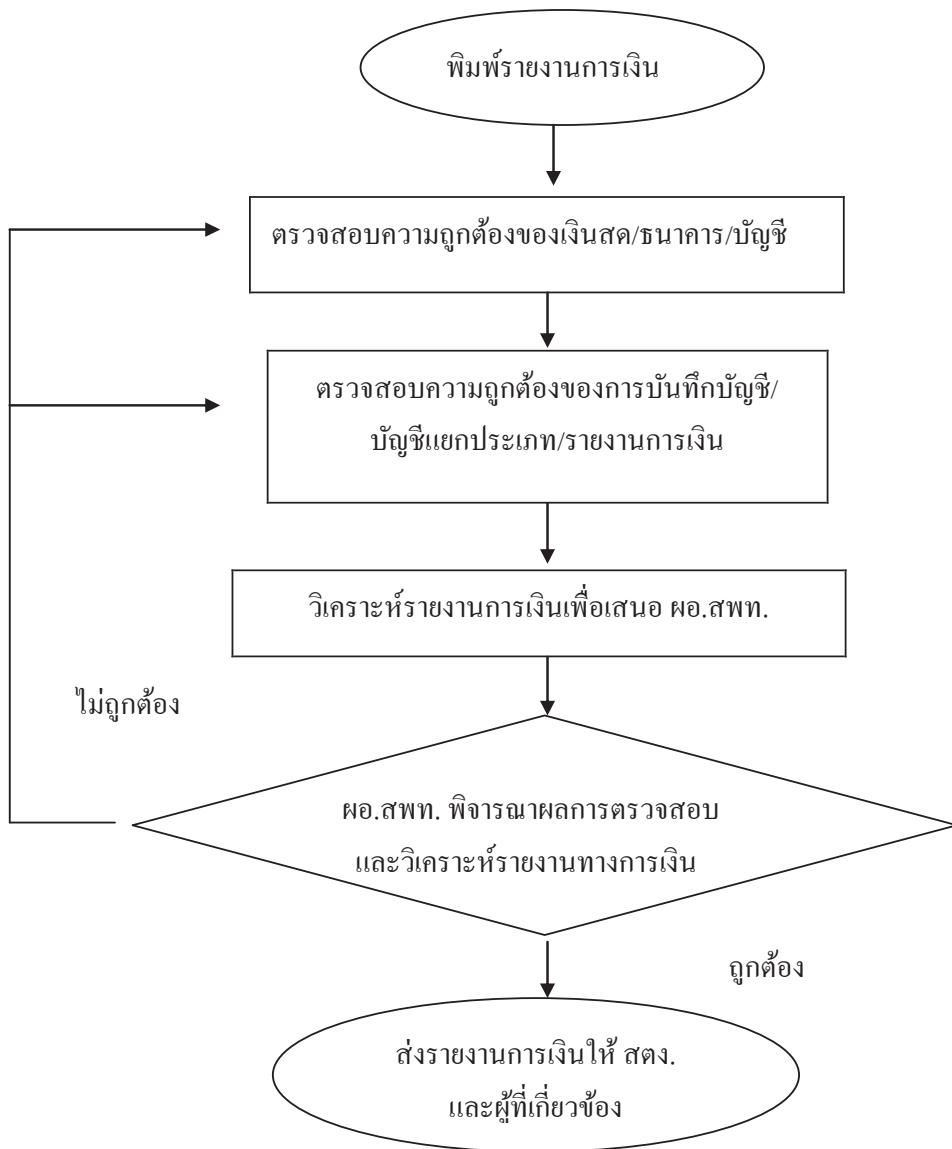 พิมพ์รายงานการเงิน
ตรวจสอบความถูกต้องของเงินสด/ธนาคาร/บัญชี
ตรวจสอบความถูกต้องของการบันทึกบัญชี/
บัญชีแยกประเภท/รายงานการเงิน
วิเคราะห์รายงานการเงินเพื่อเสนอ ผอ.สพท.
ไม่ถูกต้อง
ผอ.สพท. พิจารณาผลการตรวจสอบ
และวิเคราะห์รายงานทางการเงิน
ถูกต้อง
ส่งรายงานการเงินให้ สตง.
และผู้ที่เกี่ยวข้อง